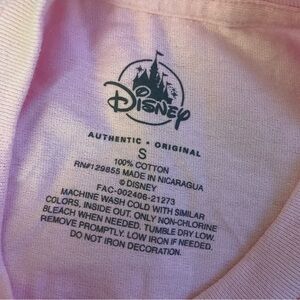 Disney
AUTHENTIC • ORIGINAL
S
100% COTTON
RN#129855 MADE IN NICARAGUA
© DISNEY
FAC-002406-21273
MACHINE WASH COLD WITH SIMILAR
COLORS, INSIDE OUT. ONLY NON-CHLORINE
BLEACH WHEN NEEDED. TUMBLE DRY LOW.
REMOVE PROMPTLY. LOW IRON IF NEEDED.
DO NOT IRON DECORATION.